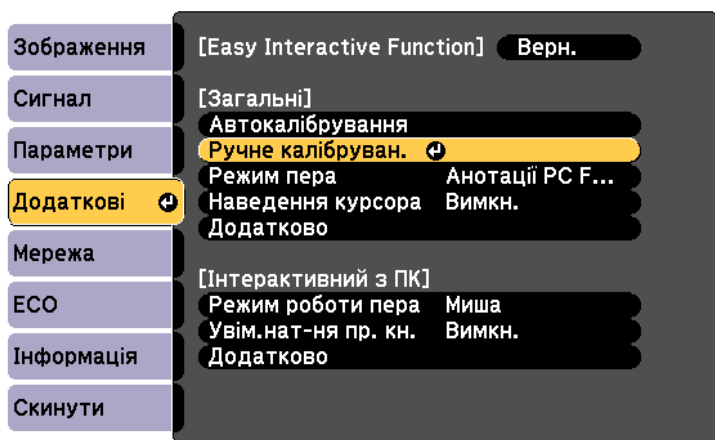 Зображення
Сигнал
Параметри
Додаткові
Мережа
ECO
Інформація
Скинути
[Easy Interactive Function] Верн.
[Загальні]
Автокалібрування
Ручне калібруван.
Режим пера Анотації PC F...
Наведення курсора Вимкн.
Додатково
[Інтерактивний з ПК]
Режим роботи пера Миша
Увім.нат-ня пр. кн. Вимкн.
Додатково